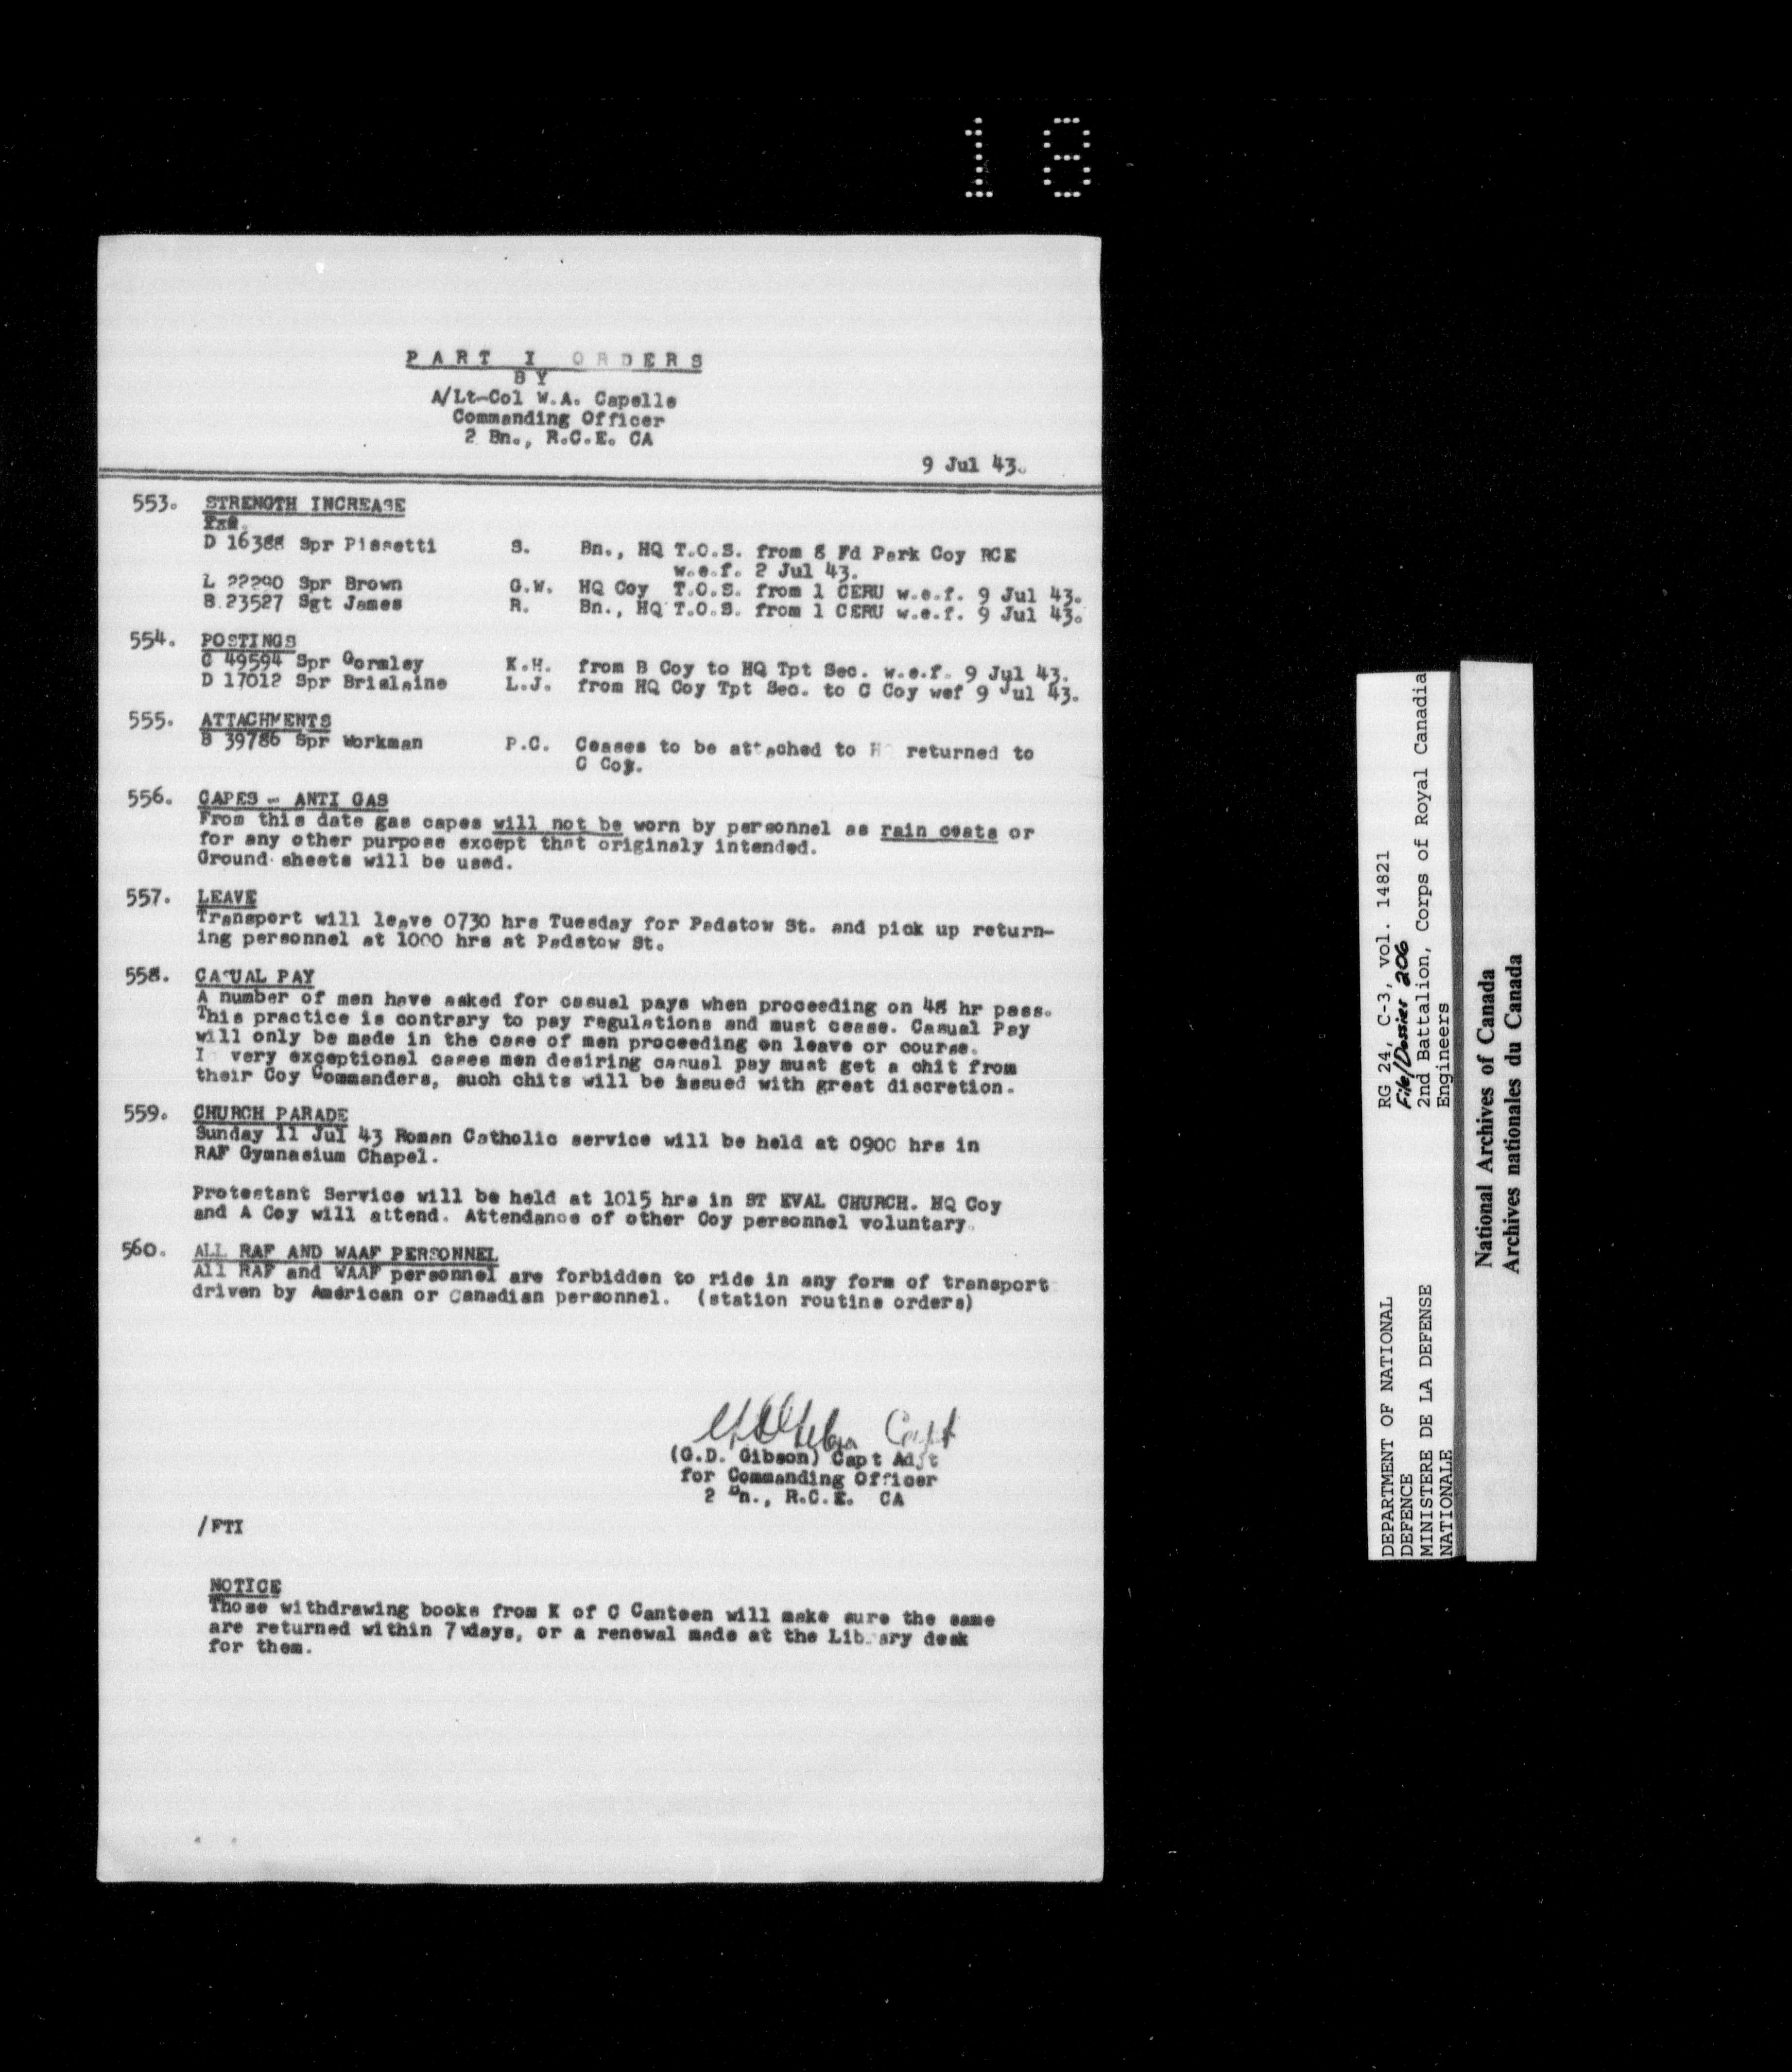 18
PART I ORDERS
BY
A/Lt-Col W.A. Capelle
Commanding Officer
2 Bn., R.C.E. CA
9 Jul 43.
553. STRENGTH INCREASE
D 16388 Spr Pissetti S. Bn., HQ T.O.S. from 8 Fd Park Coy RCE
w.e.f. 2 Jul 43.
L 22290 Spr Brown G.W. HQ Coy T.O.S. from 1 CERU w.e.f. 9 Jul 43.
B 23527 Sgt James R. Bn., HQ T.O.S. from 1 CERU w.e.f. 9 Jul 43.
554. POSTINGS
C 49594 Spr Gormley K.H. from B Coy to HQ Tpt Sec. w.e.f. 9 Jul 43.
D 17012 Spr Brislaine L.J. from HQ Coy Tpt Sec. to C Coy wef 9 Jul 43.
555. ATTACHMENTS
B 39786 Spr Workman P.C. Ceases to be attached to H returned to
C Coy.
556. CAPES - ANTI GAS
From this date gas capes will not be worn by personnel as rain coats or
for any other purpose except that originaly intended.
Ground sheets will be used.
557. LEAVE
Transport will leave 0730 hrs Tuesday for Padstow St. and pick up return-
ing personnel at 1000 hrs at Padstow St.
558. CASUAL PAY
A number of men have asked for casual pays when proceeding on 48 hr pass.
This practice is contrary to pay regulations and must cease. Casual Pay
will only be made in the case of men proceeding on leave or course.
I very exceptional cases men desiring casual pay must get a chit from
their Coy Commanders, such chits will be issued with great discretion.
559. CHURCH PARADE
Sunday 11 Jul 43 Roman Catholic service will be held at 0900 hrs in
RAF Gymnasium Chapel.
Protestant Service will be held at 1015 hrs in ST EVAL CHURCH. HQ Coy
and A Coy will attend. Attendance of other Coy personnel voluntary.
560. ALL RAF AND WAAF PERSONNEL
All RAF and WAAF personnel are forbidden to ride in any form of transport
driven by American or Canadian personnel. (station routine orders)
Capt
(G.D. Gibson) Capt Adjt
for Commanding Officer
2 Bn., R.C.E. CA
/FTI
NOTICE
Those withdrawing books from K of C Canteen will make sure the same
are returned within 7 days, or a renewal made at the Library desk
for them.
DEPARTMENT OF NATIONAL
DEFENCE
MINISTERE DE LA DEFENSE
NATIONALE
RG 24, C-3, vol. 14821
File/Dossier 206
2nd Battalion, Corps of Royal Canadia
Engineers
National Archives of Canada
Archives nationales du Canada